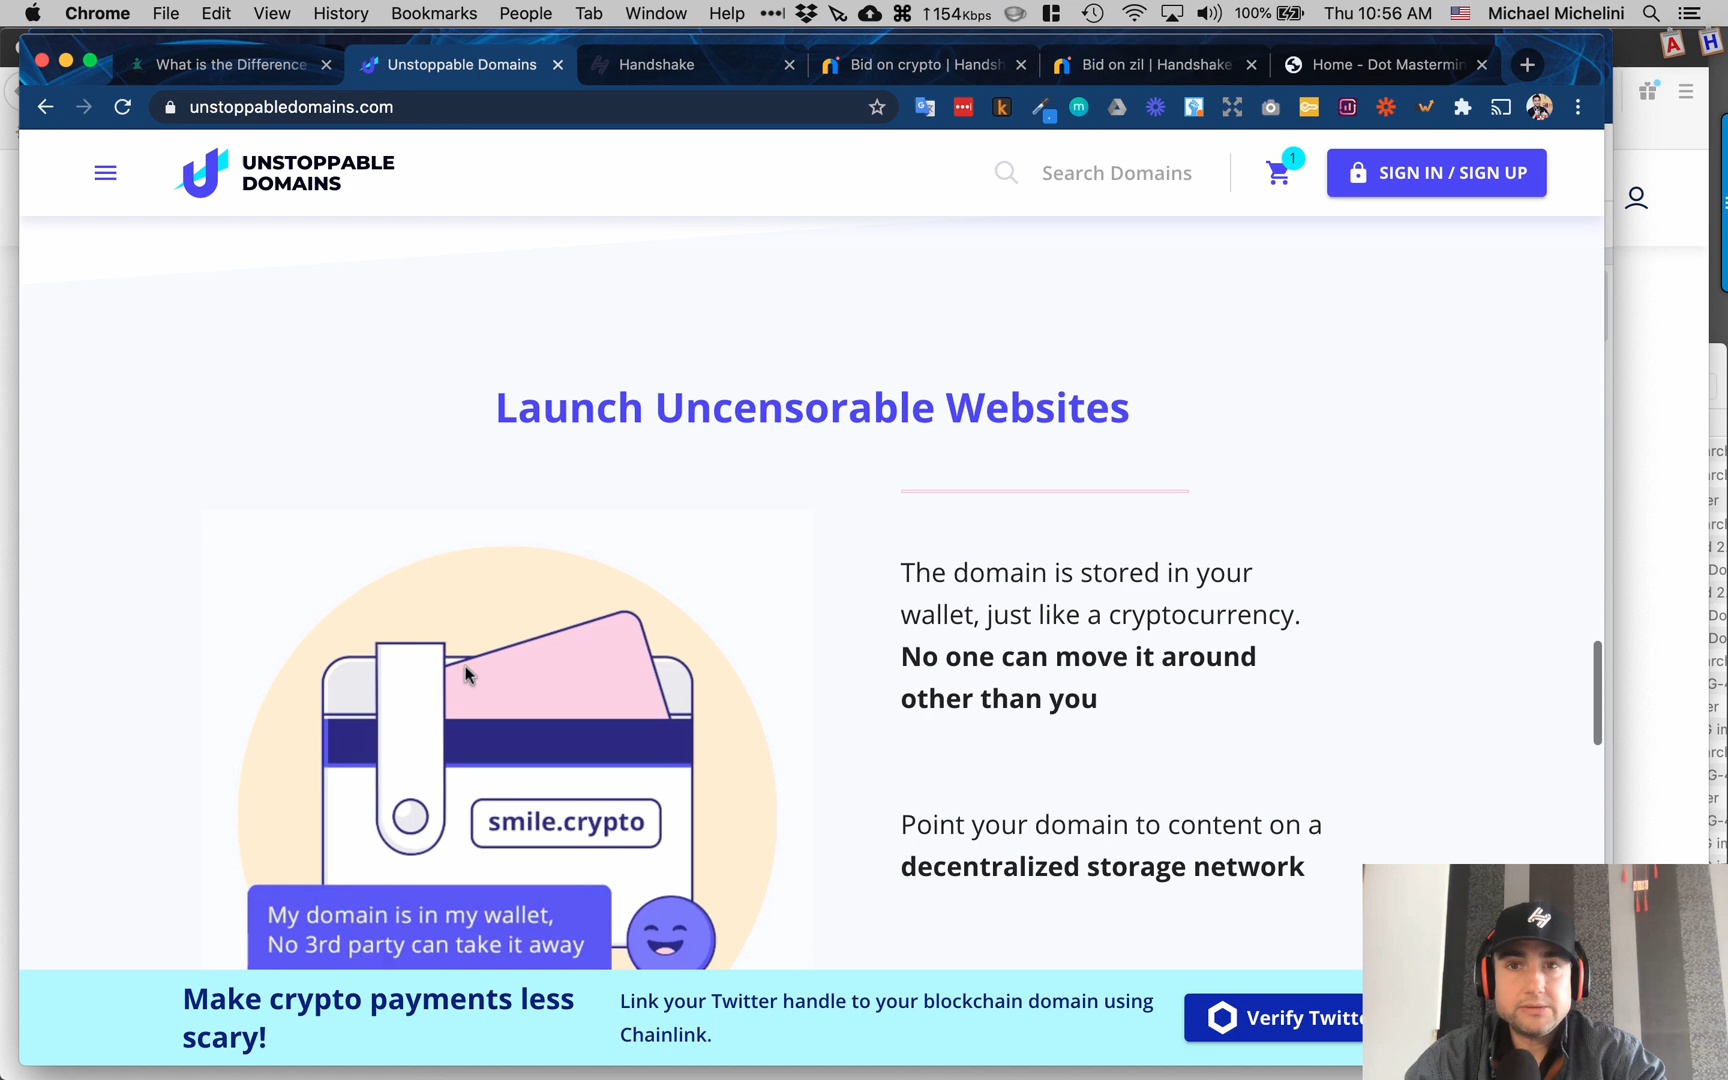 Chrome File Edit View History Bookmarks People Tab Window Help 154Kbps 100% Thu 10:56 AM Michael Michelini
What is the Difference Unstoppable Domains Handshake Bid on crypto | Handsh Bid on zil | Handshake Home - Dot Mastermin
unstoppabledomains.com
UNSTOPPABLE
DOMAINS
Search Domains
1
SIGN IN / SIGN UP
Launch Uncensorable Websites
The domain is stored in your
wallet, just like a cryptocurrency.
No one can move it around
other than you
smile.crypto
Point your domain to content on a
decentralized storage network
My domain is in my wallet,
No 3rd party can take it away
Make crypto payments less
scary!
Link your Twitter handle to your blockchain domain using
Chainlink.
Verify Twitt